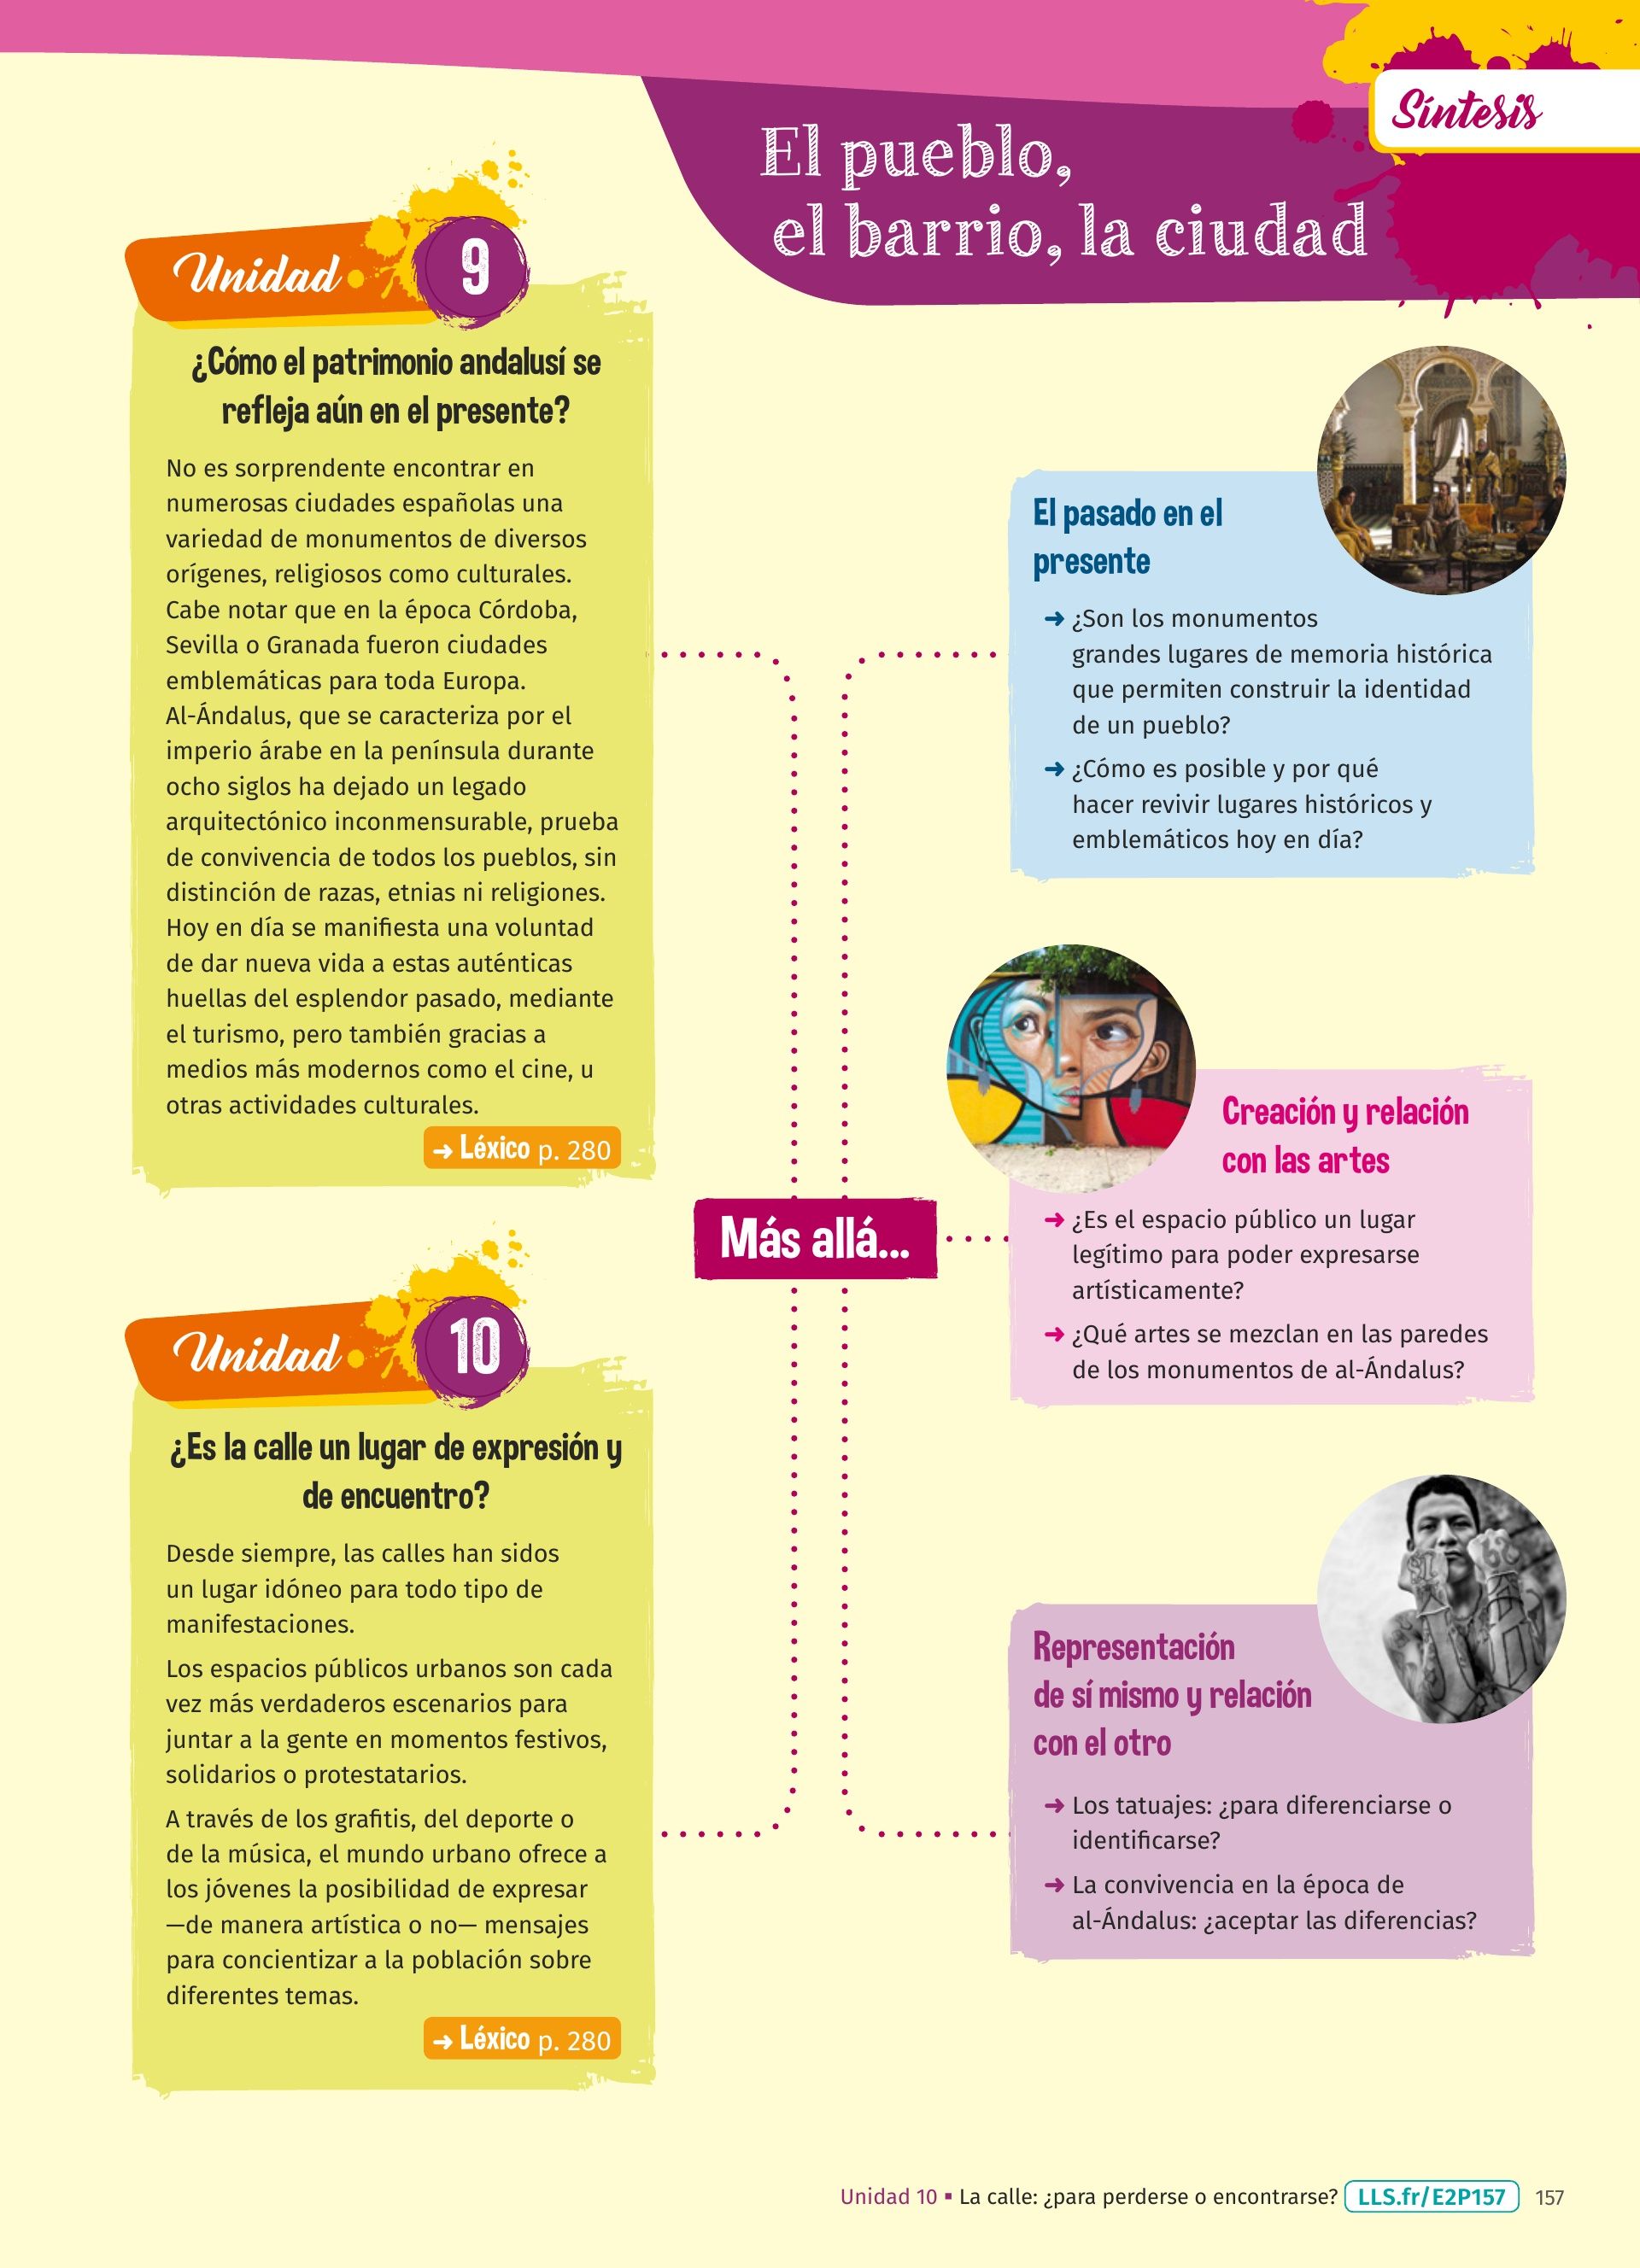 Síntesis
El pueblo,
el barrio, la ciudad
Unidad 9
¿Cómo el patrimonio andalusí se
refleja aún en el presente?
No es sorprendente encontrar en
numerosas ciudades españolas una
variedad de monumentos de diversos
orígenes, religiosos como culturales.
Cabe notar que en la época Córdoba,
Sevilla o Granada fueron ciudades
emblemáticas para toda Europa.
Al-Ándalus, que se caracteriza por el
imperio árabe en la península durante
ocho siglos ha dejado un legado
arquitectónico inconmensurable, prueba
de convivencia de todos los pueblos, sin
distinción de razas, etnias ni religiones.
Hoy en día se manifiesta una voluntad
de dar nueva vida a estas auténticas
huellas del esplendor pasado, mediante
el turismo, pero también gracias a
medios más modernos como el cine, u
otras actividades culturales.
➜ Léxico p. 280
Unidad 10
¿Es la calle un lugar de expresión y
de encuentro?
Desde siempre, las calles han sidos
un lugar idóneo para todo tipo de
manifestaciones.
Los espacios públicos urbanos son cada
vez más verdaderos escenarios para
juntar a la gente en momentos festivos,
solidarios o protestatarios.
A través de los grafitis, del deporte o
de la música, el mundo urbano ofrece a
los jóvenes la posibilidad de expresar
—de manera artística o no— mensajes
para concientizar a la población sobre
diferentes temas.
➜ Léxico p. 280
Más allá...
El pasado en el
presente
➜ ¿Son los monumentos
grandes lugares de memoria histórica
que permiten construir la identidad
de un pueblo?
➜ ¿Cómo es posible y por qué
hacer revivir lugares históricos y
emblemáticos hoy en día?
Creación y relación
con las artes
➜ ¿Es el espacio público un lugar
legítimo para poder expresarse
artísticamente?
➜ ¿Qué artes se mezclan en las paredes
de los monumentos de al-Ándalus?
Representación
de sí mismo y relación
con el otro
➜ Los tatuajes: ¿para diferenciarse o
identificarse?
➜ La convivencia en la época de
al-Ándalus: ¿aceptar las diferencias?
Unidad 10 ▪ La calle: ¿para perderse o encontrarse? LLS.fr/E2P157 157